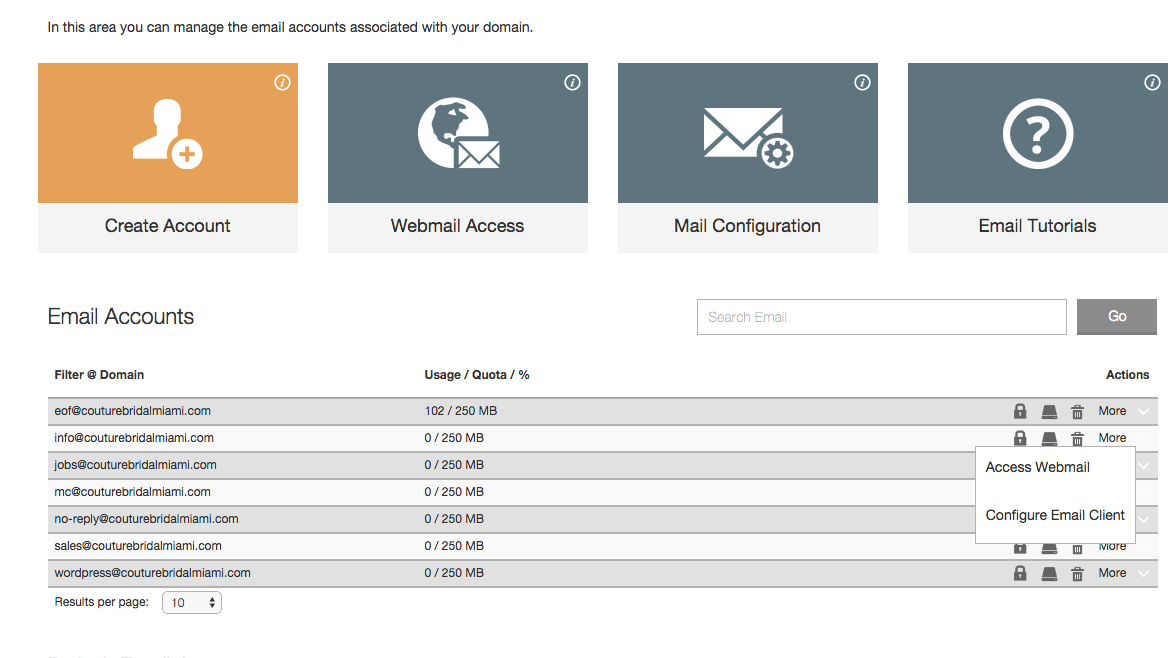 In this area you can manage the email accounts associated with your domain.
Create Account
Webmail Access
Mail Configuration
Email Tutorials
Email Accounts
Search Email
Go
Filter @ Domain Usage / Quota / % Actions
eof@couturebridalmiami.com 102 / 250 MB More
info@couturebridalmiami.com 0 / 250 MB More
jobs@couturebridalmiami.com 0 / 250 MB
Access Webmail
mc@couturebridalmiami.com 0 / 250 MB
no-reply@couturebridalmiami.com 0 / 250 MB
Configure Email Client
sales@couturebridalmiami.com 0 / 250 MB More
wordpress@couturebridalmiami.com 0 / 250 MB More
Results per page: 10